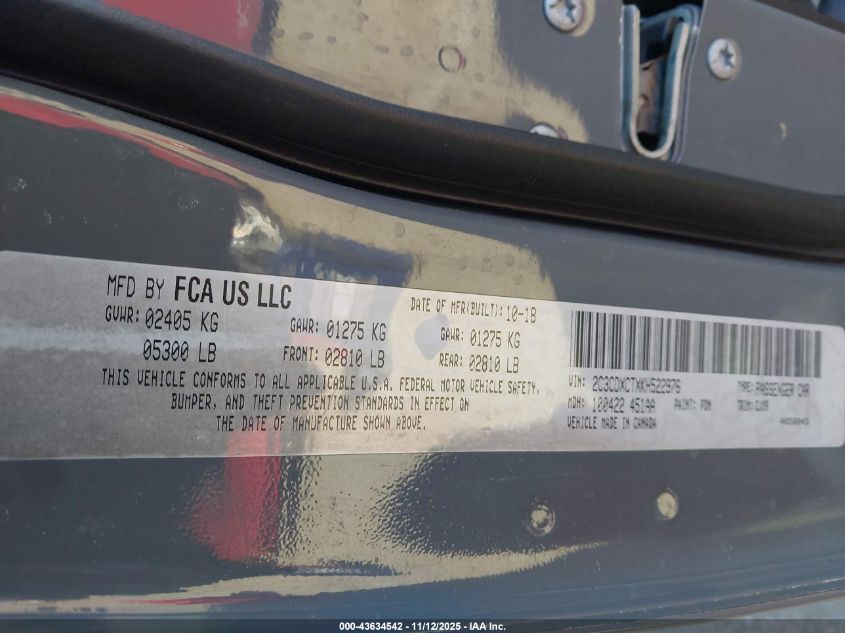 MFD BY FCA US LLC
DATE OF MFR(BUILT): 10-18
GVWR: 02405 KG
GAWR: 01275 KG
GAWR: 01275 KG
05300 LB
FRONT: 02810 LB
REAR: 02810 LB
THIS VEHICLE CONFORMS TO ALL APPLICABLE U.S.A. FEDERAL MOTOR VEHICLE SAFETY,
BUMPER, AND THEFT PREVENTION STANDARDS IN EFFECT ON
THE DATE OF MANUFACTURE SHOWN ABOVE.
VIN: 2C3CDXCTXKH522976 TYPE: PASSENGER CAR
MDH: 100422 451AA PAINT: PDN TRIM:
VEHICLE MADE IN CANADA
000-43634542 - 11/12/2025 - IAA Inc.